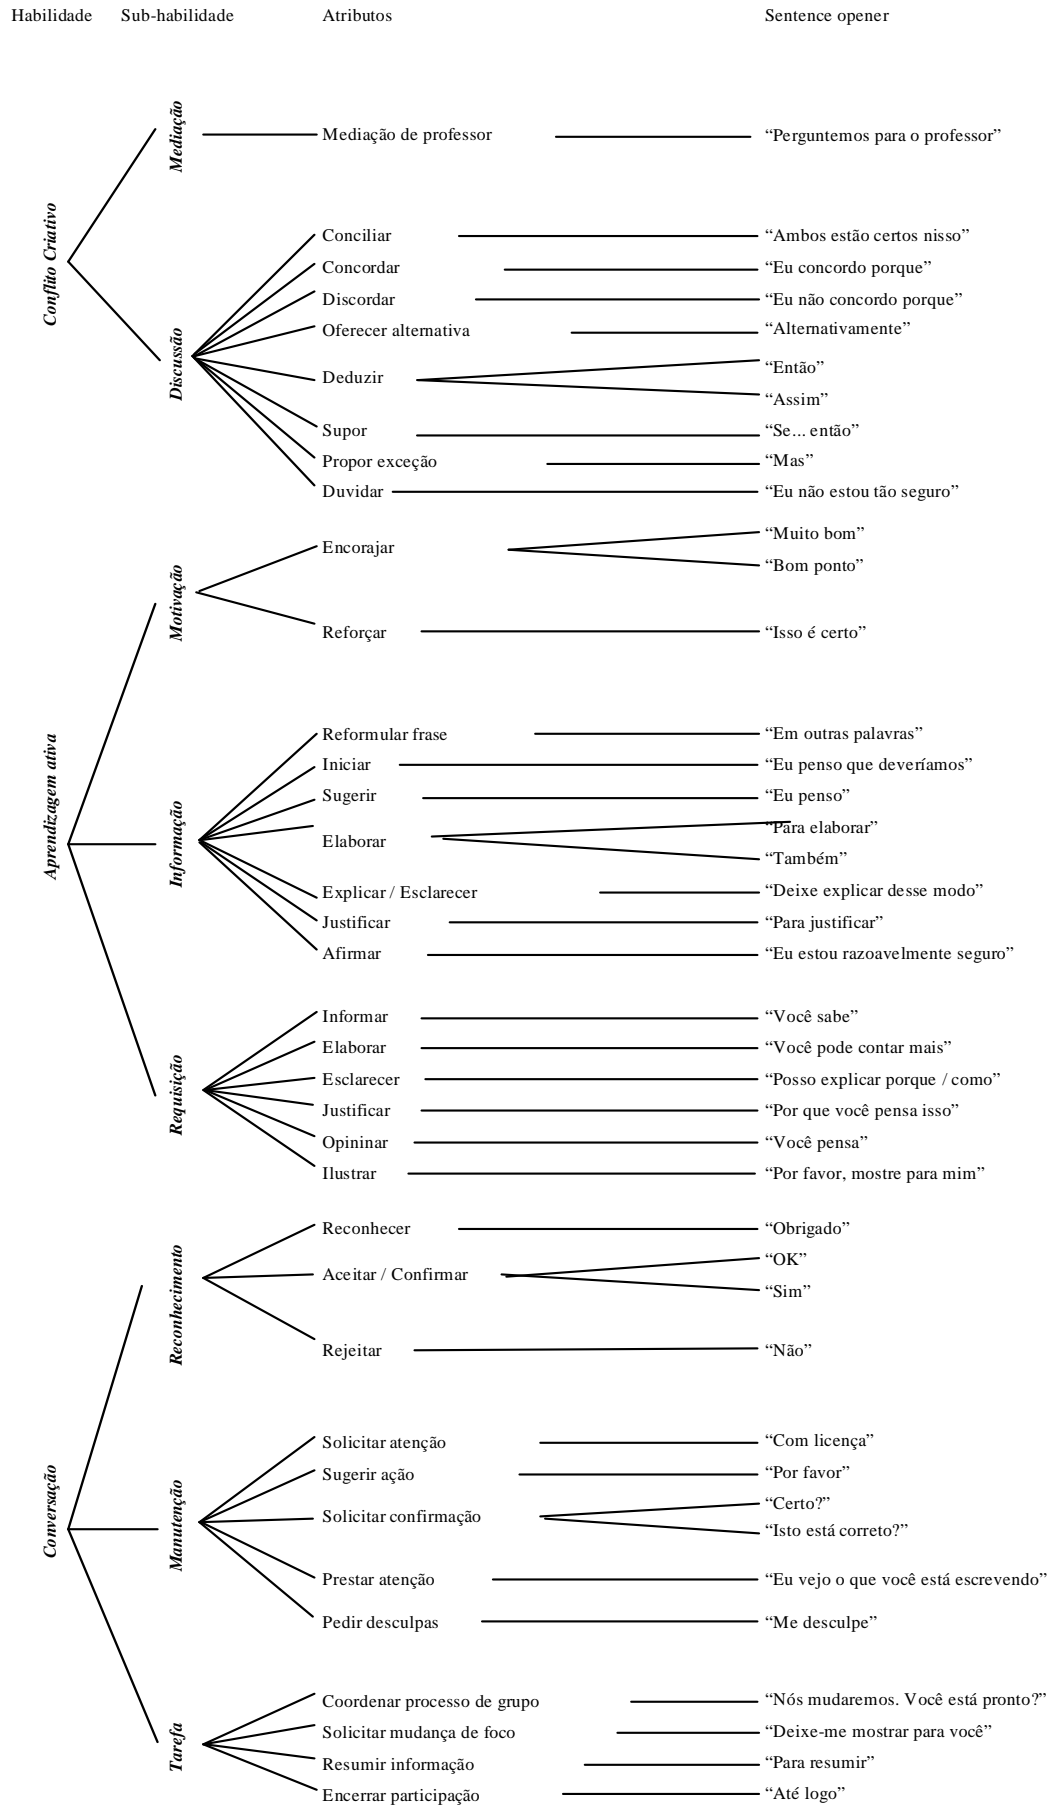 Habilidade Sub-habilidade Atributos Sentence opener
Conflito Criativo
Mediação
Mediação de professor “Perguntemos para o professor”
Discussão
Conciliar “Ambos estão certos nisso”
Concordar “Eu concordo porque”
Discordar “Eu não concordo porque”
Oferecer alternativa “Alternativamente”
Deduzir “Então”
“Assim”
Supor “Se... então”
Propor exceção “Mas”
Duvidar “Eu não estou tão seguro”
Aprendizagem ativa
Motivação
Encorajar “Muito bom”
“Bom ponto”
Reforçar “Isso é certo”
Informação
Reformular frase “Em outras palavras”
Iniciar “Eu penso que deveríamos”
Sugerir “Eu penso”
Elaborar “Para elaborar”
“Também”
Explicar / Esclarecer “Deixe explicar desse modo”
Justificar “Para justificar”
Afirmar “Eu estou razoavelmente seguro”
Requisição
Informar “Você sabe”
Elaborar “Você pode contar mais”
Esclarecer “Posso explicar porque / como”
Justificar “Por que você pensa isso”
Opininar “Você pensa”
Ilustrar “Por favor, mostre para mim”
Conversação
Reconhecimento
Reconhecer “Obrigado”
Aceitar / Confirmar “OK”
“Sim”
Rejeitar “Não”
Manutenção
Solicitar atenção “Com licença”
Sugerir ação “Por favor”
Solicitar confirmação “Certo?”
“Isto está correto?”
Prestar atenção “Eu vejo o que você está escrevendo”
Pedir desculpas “Me desculpe”
Tarefa
Coordenar processo de grupo “Nós mudaremos. Você está pronto?”
Solicitar mudança de foco “Deixe-me mostrar para você”
Resumir informação “Para resumir”
Encerrar participação “Até logo”